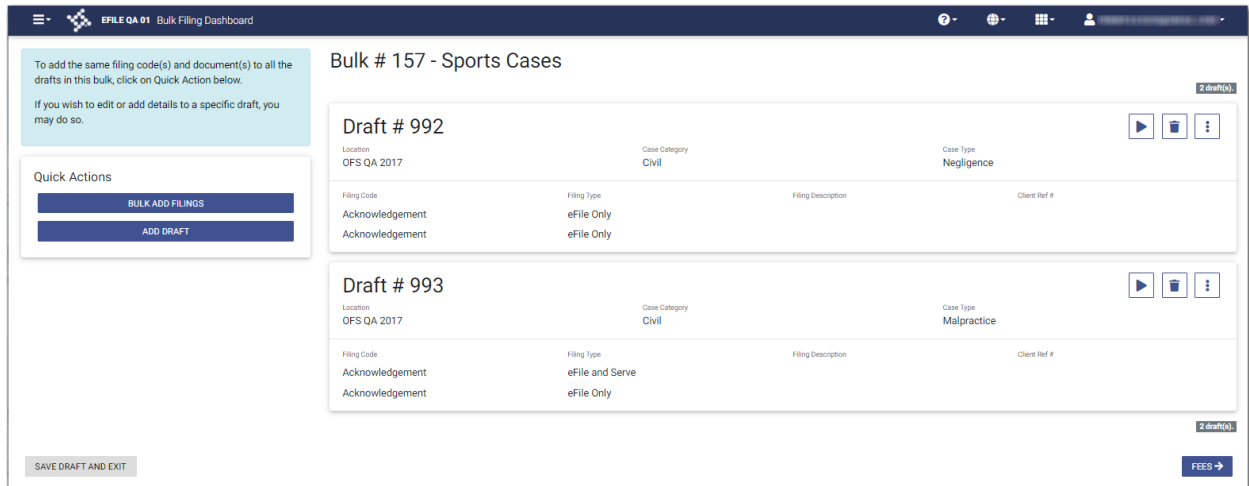 EFILE QA 01 Bulk Filing Dashboard
To add the same filing code(s) and document(s) to all the
drafts in this bulk, click on Quick Action below.
If you wish to edit or add details to a specific draft, you
may do so.
Quick Actions
BULK ADD FILINGS
ADD DRAFT
Bulk # 157 - Sports Cases
2 draft(s).
Draft # 992
Location Case Category Case Type
OFS QA 2017 Civil Negligence
Filing Code Filing Type Filing Description Client Ref #
Acknowledgement eFile Only
Acknowledgement eFile Only
Draft # 993
Location Case Category Case Type
OFS QA 2017 Civil Malpractice
Filing Code Filing Type Filing Description Client Ref #
Acknowledgement eFile and Serve
Acknowledgement eFile Only
2 draft(s).
SAVE DRAFT AND EXIT
FEES →